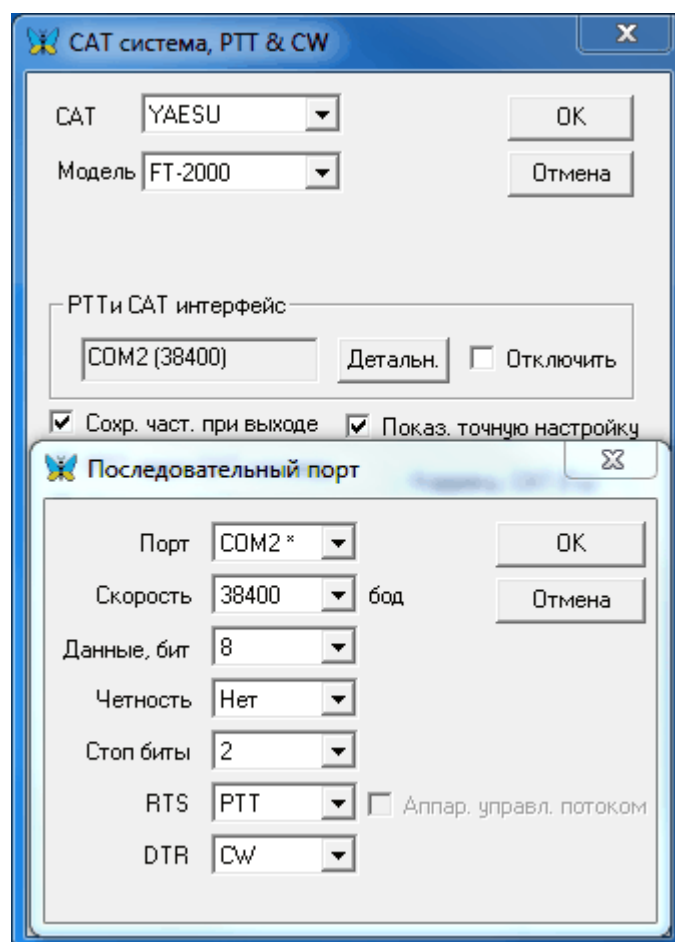 CAT система, PTT & CW
CAT YAESU OK
Модель FT-2000 Отмена
PTTи CAT интерфейс
COM2 (38400) Детальн. Отключить
Сохр. част. при выходе Показ. точную настройку
Последовательный порт
Порт COM2 * OK
Скорость 38400 бод Отмена
Данные, бит 8
Четность Нет
Стоп биты 2
RTS PTT Аппар. управл. потоком
DTR CW